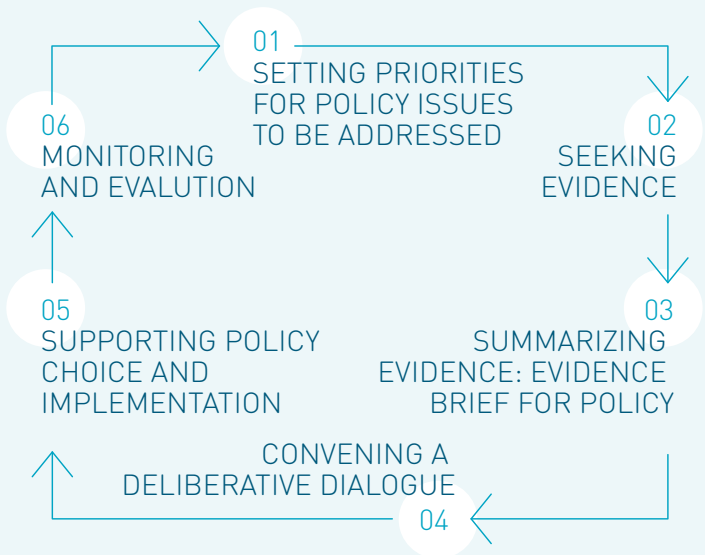 01
SETTING PRIORITIES
FOR POLICY ISSUES
TO BE ADDRESSED
02
SEEKING
EVIDENCE
03
SUMMARIZING
EVIDENCE: EVIDENCE
BRIEF FOR POLICY
CONVENING A
DELIBERATIVE DIALOGUE
04
05
SUPPORTING POLICY
CHOICE AND
IMPLEMENTATION
06
MONITORING
AND EVALUTION